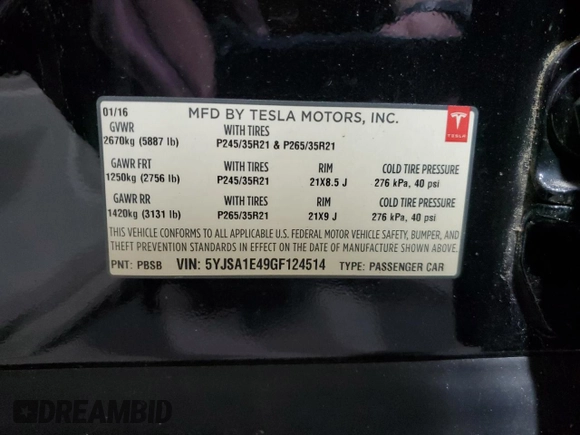 01/16 MFD BY TESLA MOTORS, INC.
GVWR WITH TIRES
2670kg (5887 lb) P245/35R21 & P265/35R21
TESLA
GAWR FRT WITH TIRES RIM COLD TIRE PRESSURE
1250kg (2756 lb) P245/35R21 21X8.5 J 276 kPa, 40 psi
GAWR RR WITH TIRES RIM COLD TIRE PRESSURE
1420kg (3131 lb) P265/35R21 21X9 J 276 kPa, 40 psi
THIS VEHICLE CONFORMS TO ALL APPLICABLE
U.S. FEDERAL MOTOR VEHICLE SAFETY, BUMPER, AND
THEFT PREVENTION STANDARDS IN EFFECT ON THE DATE OF MANUFACTURE SHOWN ABOVE.
PNT: PBSB VIN: 5YJSA1E49GF124514 TYPE: PASSENGER CAR
DREAMBID